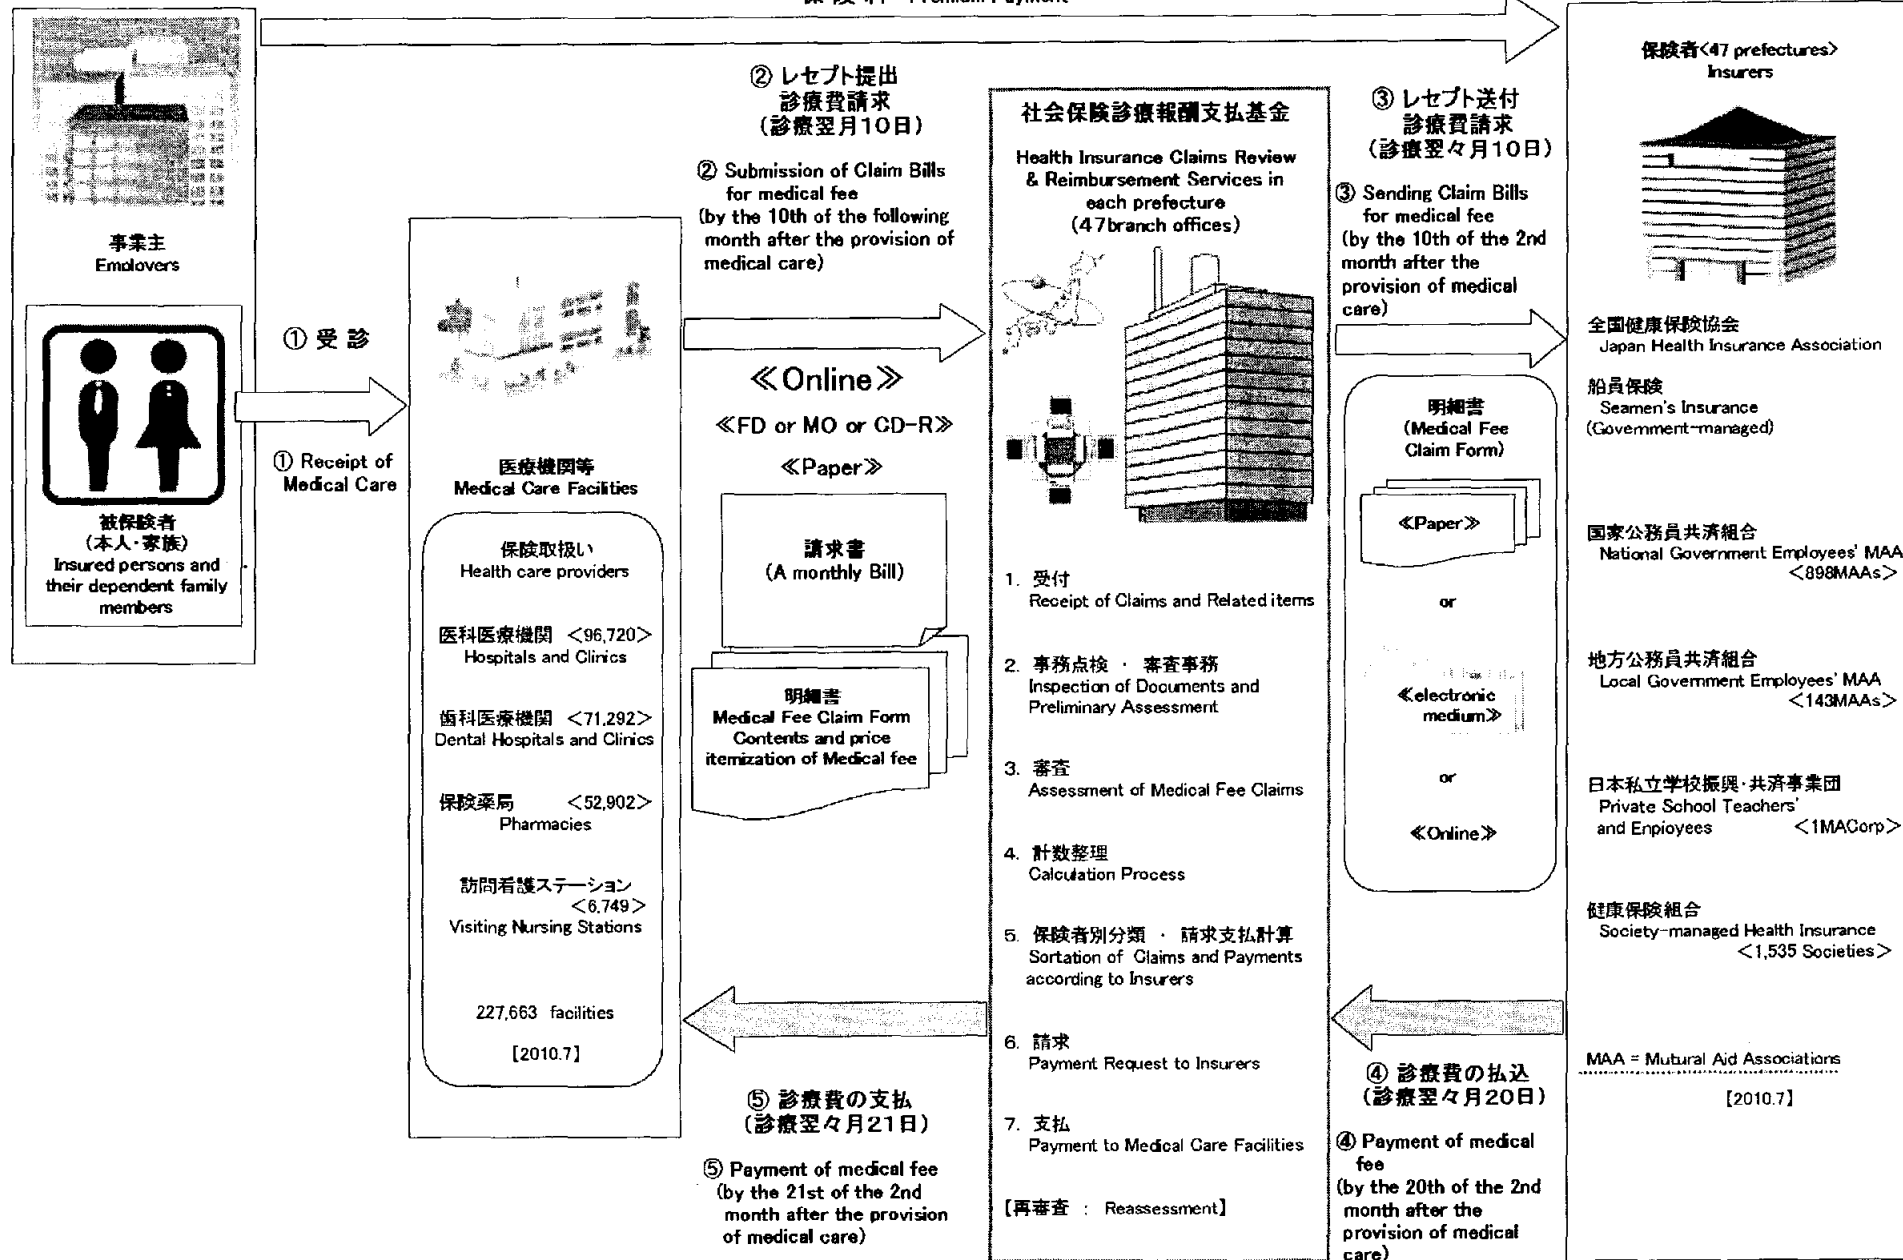 保 険 料 Premium Payment
事業主
Employers
被保険者
(本人・家族)
Insured persons and
their dependent family
members
① 受 診
① Receipt of
Medical Care
医療機関等
Medical Care Facilities
保険取扱い
Health care providers
医科医療機関 <96,720>
Hospitals and Clinics
歯科医療機関 <71,292>
Dental Hospitals and Clinics
保険薬局 <52,902>
Pharmacies
訪問看護ステーション
<6,749>
Visiting Nursing Stations
227,663 facilities
【2010.7】
② レセプト提出
診療費請求
(診療翌月10日)
② Submission of Claim Bills
for medical fee
(by the 10th of the following
month after the provision of
medical care)
≪Online≫
≪FD or MO or CD-R≫
≪Paper≫
請求書
(A monthly Bill)
明細書
Medical Fee Claim Form
Contents and price
itemization of Medical fee
⑤ 診療費の支払
(診療翌々月21日)
⑤ Payment of medical fee
(by the 21st of the 2nd
month after the provision
of medical care)
社会保険診療報酬支払基金
Health Insurance Claims Review
& Reimbursement Services in
each prefecture
(47branch offices)
1. 受付
Receipt of Claims and Related items
2. 事務点検 ・ 審査事務
Inspection of Documents and
Preliminary Assessment
3. 審査
Assessment of Medical Fee Claims
4. 計数整理
Calculation Process
5. 保険者別分類 ・ 請求支払計算
Sortation of Claims and Payments
according to Insurers
6. 請求
Payment Request to Insurers
7. 支払
Payment to Medical Care Facilities
【再審査 : Reassessment】
③ レセプト送付
診療費請求
(診療翌々月10日)
③ Sending Claim Bills
for medical fee
(by the 10th of the 2nd
month after the
provision of medical
care)
明細書
(Medical Fee
Claim Form)
≪Paper≫
or
≪electronic
medium≫
or
≪Online≫
④ 診療費の払込
(診療翌々月20日)
④ Payment of medical
fee
(by the 20th of the 2nd
month after the
provision of medical
care)
保険者<47 prefectures>
Insurers
全国健康保険協会
Japan Health Insurance Association
船員保険
Seamen's Insurance
(Government-managed)
国家公務員共済組合
National Government Employees' MAA
<898MAAs>
地方公務員共済組合
Local Government Employees' MAA
<143MAAs>
日本私立学校振興・共済事業団
Private School Teachers'
and Enployees <1MACorp>
健康保険組合
Society-managed Health Insurance
<1,535 Societies>
MAA = Mutural Aid Associations
【2010.7】